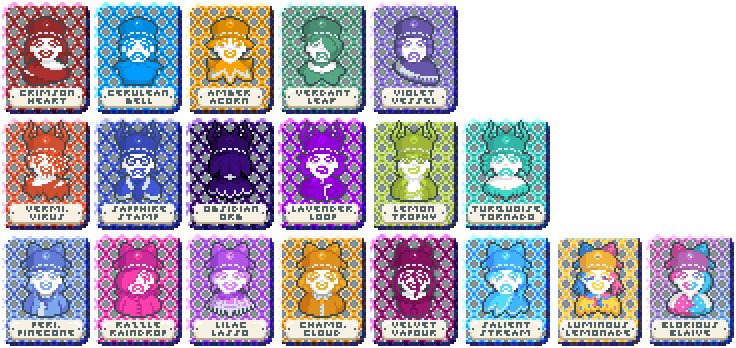 CRIMSON
HEART
CERULEAN
BELL
AMBER
ACORN
VERDANT
LEAF
VIOLET
VESSEL
VERMI.
VIRUS
SAPPHIRE
STAMP
OBSIDIAN
ORB
LAVENDER
LOOP
LEMON
TROPHY
TURQUOISE
TORNADO
PERI.
PINECONE
RAZZLE
RAINDROP
LILAC
LASSO
CHAMO.
CLOUD
VELVET
VAPOUR
SALIENT
STREAM
LUMINOUS
LEMONADE
GLORIOUS
GLAIVE